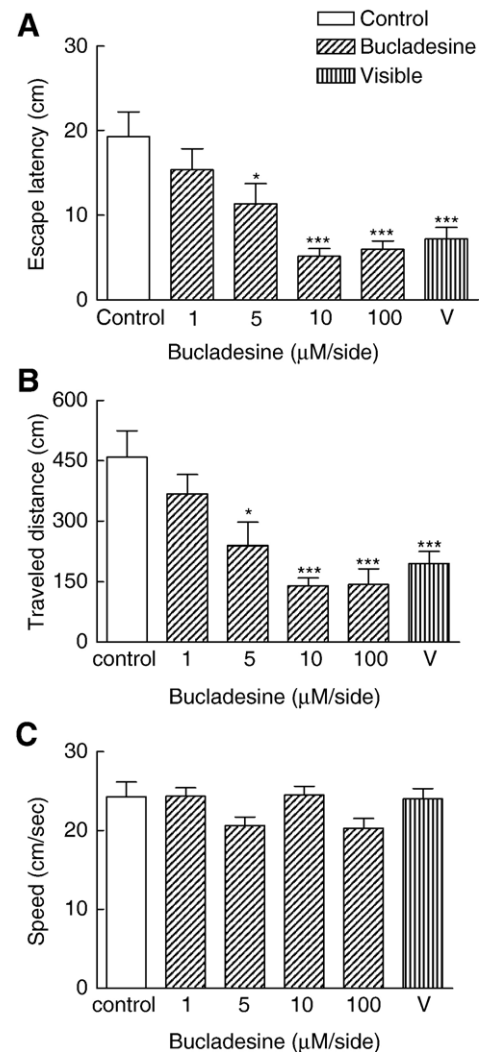 A
Control
Bucladesine
Visible
Escape latency (cm)
30
20
10
0
*
***
***
***
Control 1 5 10 100 V
Bucladesine (μM/side)
B
Traveled distance (cm)
600
450
300
150
0
*
***
***
***
control 1 5 10 100 V
Bucladesine (μM/side)
C
Speed (cm/sec)
30
20
10
0
control 1 5 10 100 V
Bucladesine (μM/side)